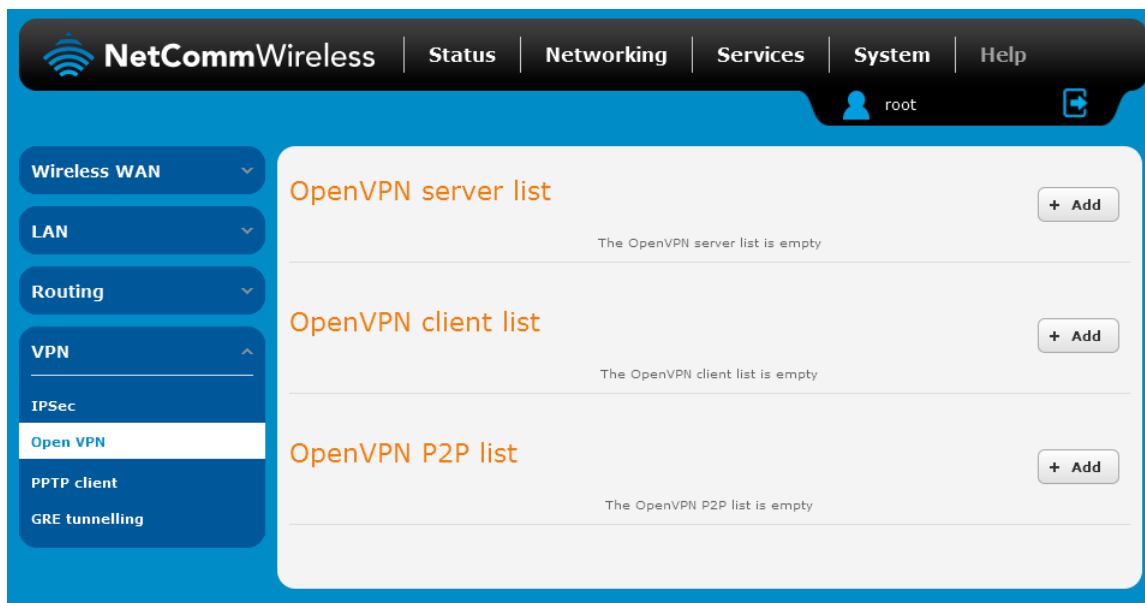 NetCommWireless Status Networking Services System Help
root
Wireless WAN
LAN
Routing
VPN
IPSec
Open VPN
PPTP client
GRE tunnelling
OpenVPN server list
+ Add
The OpenVPN server list is empty
OpenVPN client list
+ Add
The OpenVPN client list is empty
OpenVPN P2P list
+ Add
The OpenVPN P2P list is empty